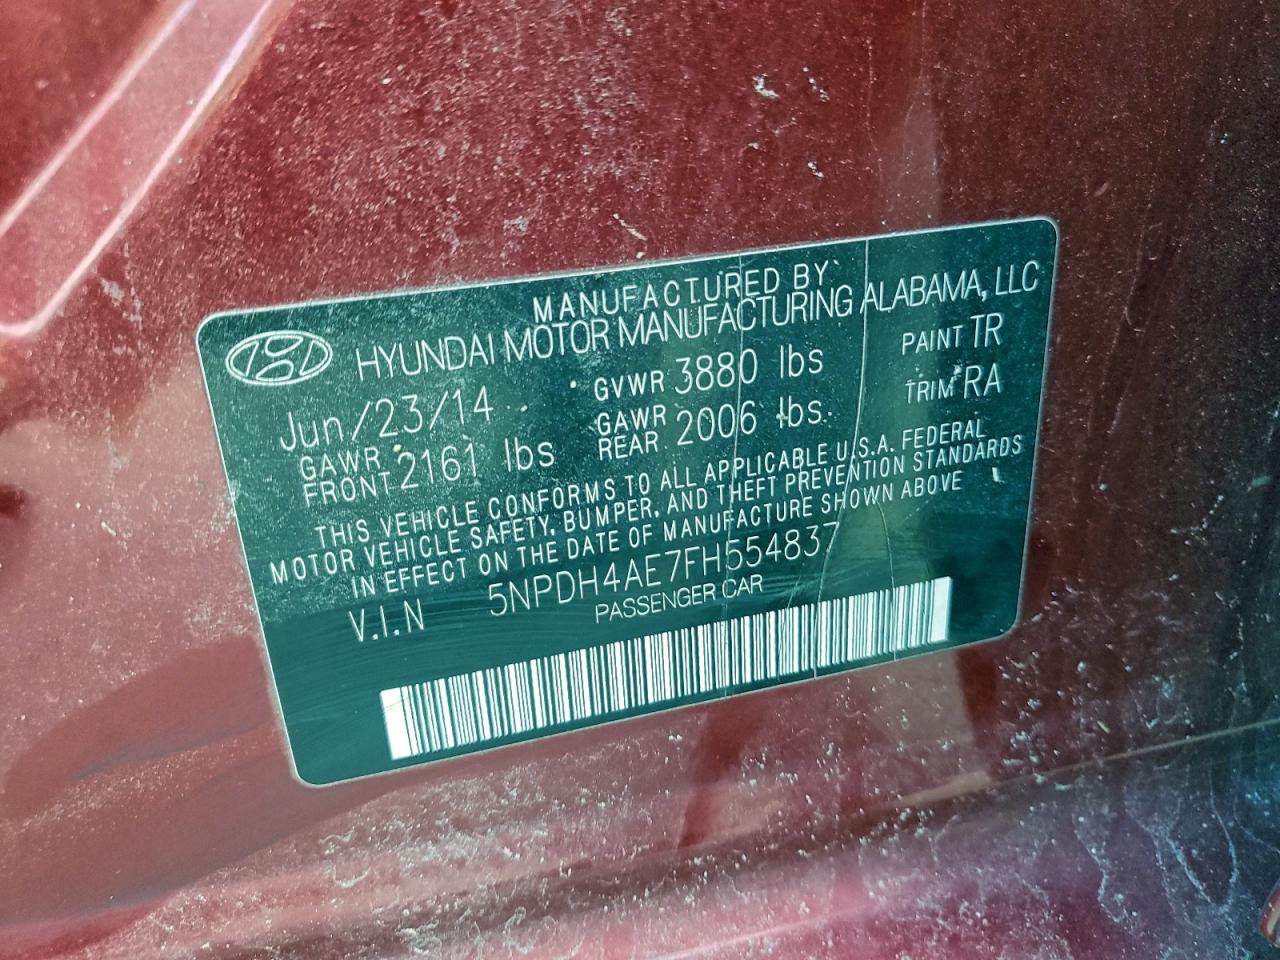 MANUFACTURED BY
HYUNDAI MOTOR MANUFACTURING ALABAMA, LLC
Jun/23/14 GVWR 3880 lbs PAINT TR
GAWR FRONT 2161 lbs GAWR REAR 2006 lbs TRIM RA
THIS VEHICLE CONFORMS TO ALL APPLICABLE U.S.A. FEDERAL
MOTOR VEHICLE SAFETY, BUMPER, AND THEFT PREVENTION STANDARDS
IN EFFECT ON THE DATE OF MANUFACTURE SHOWN ABOVE
V.I.N 5NPDH4AE7FH554837
PASSENGER CAR